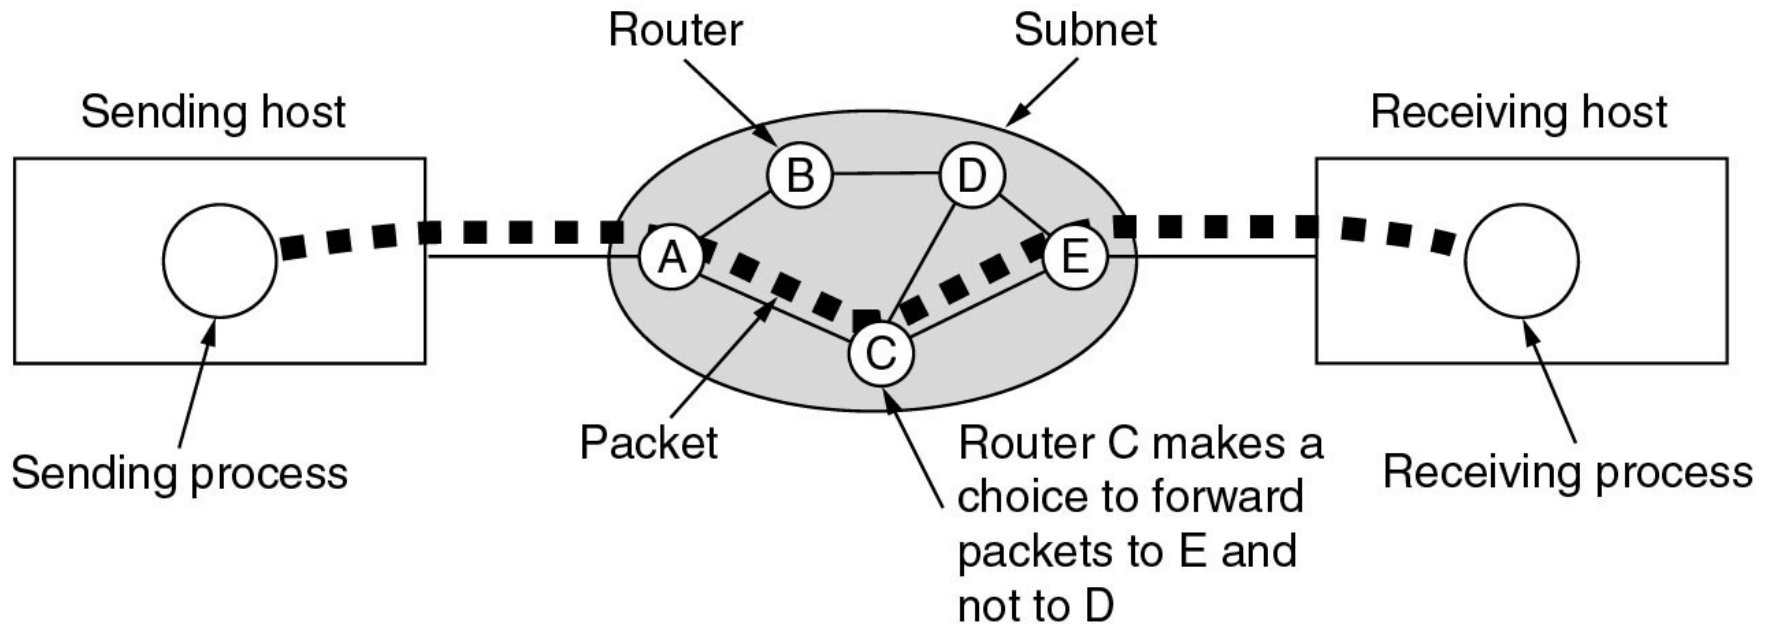 Router
Subnet
Sending host
Receiving host
B
D
A
E
C
Packet
Router C makes a
choice to forward
packets to E and
not to D
Sending process
Receiving process